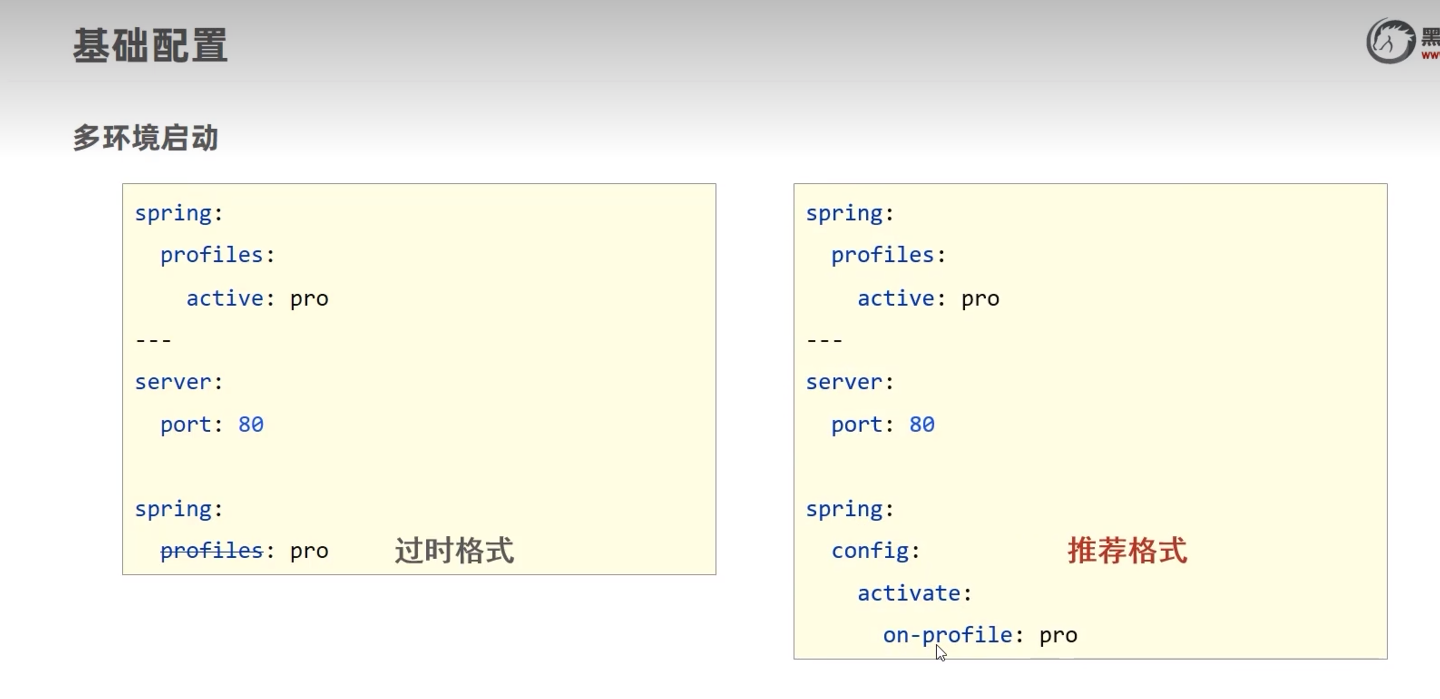 基础配置
黑
ww
多环境启动
spring:
  profiles:
    active: pro
---
server:
  port: 80

spring:
  profiles: pro 过时格式
spring:
  profiles:
    active: pro
---
server:
  port: 80

spring:
  config: 推荐格式
    activate:
      on-profile: pro